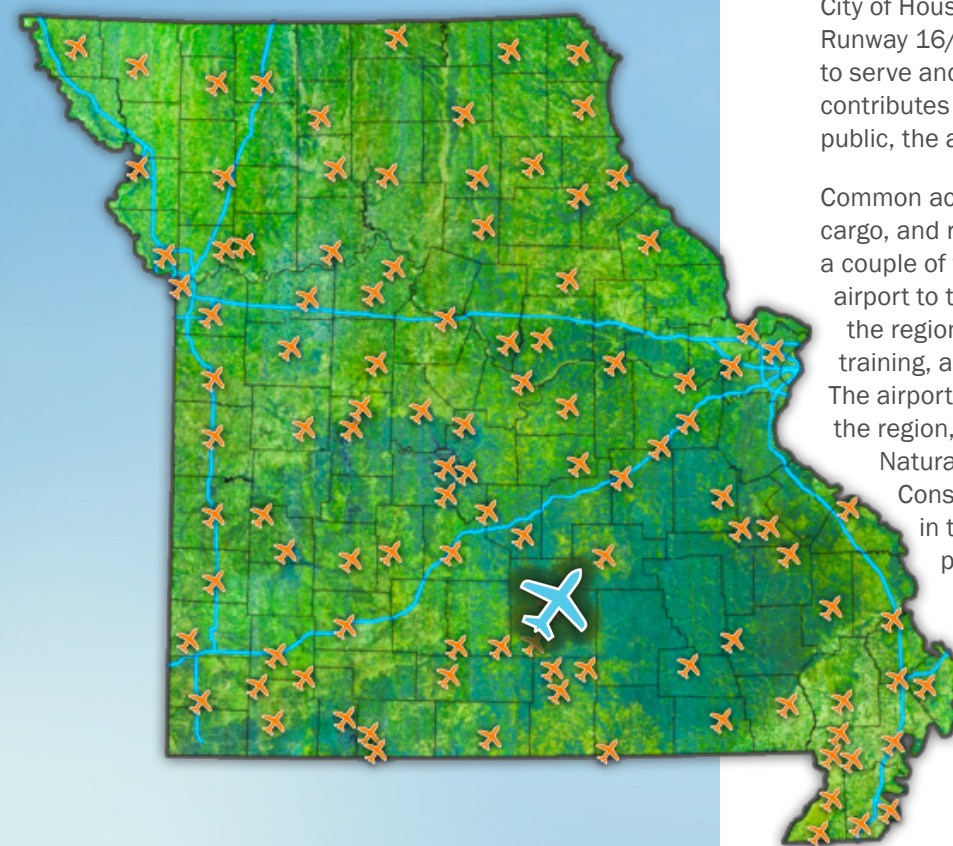 City of Hous
Runway 16/
to serve and
contributes
public, the a
Common ac
cargo, and r
a couple of
airport to t
the region
training, a
The airport
the region,
Natura
Cons
in t
p